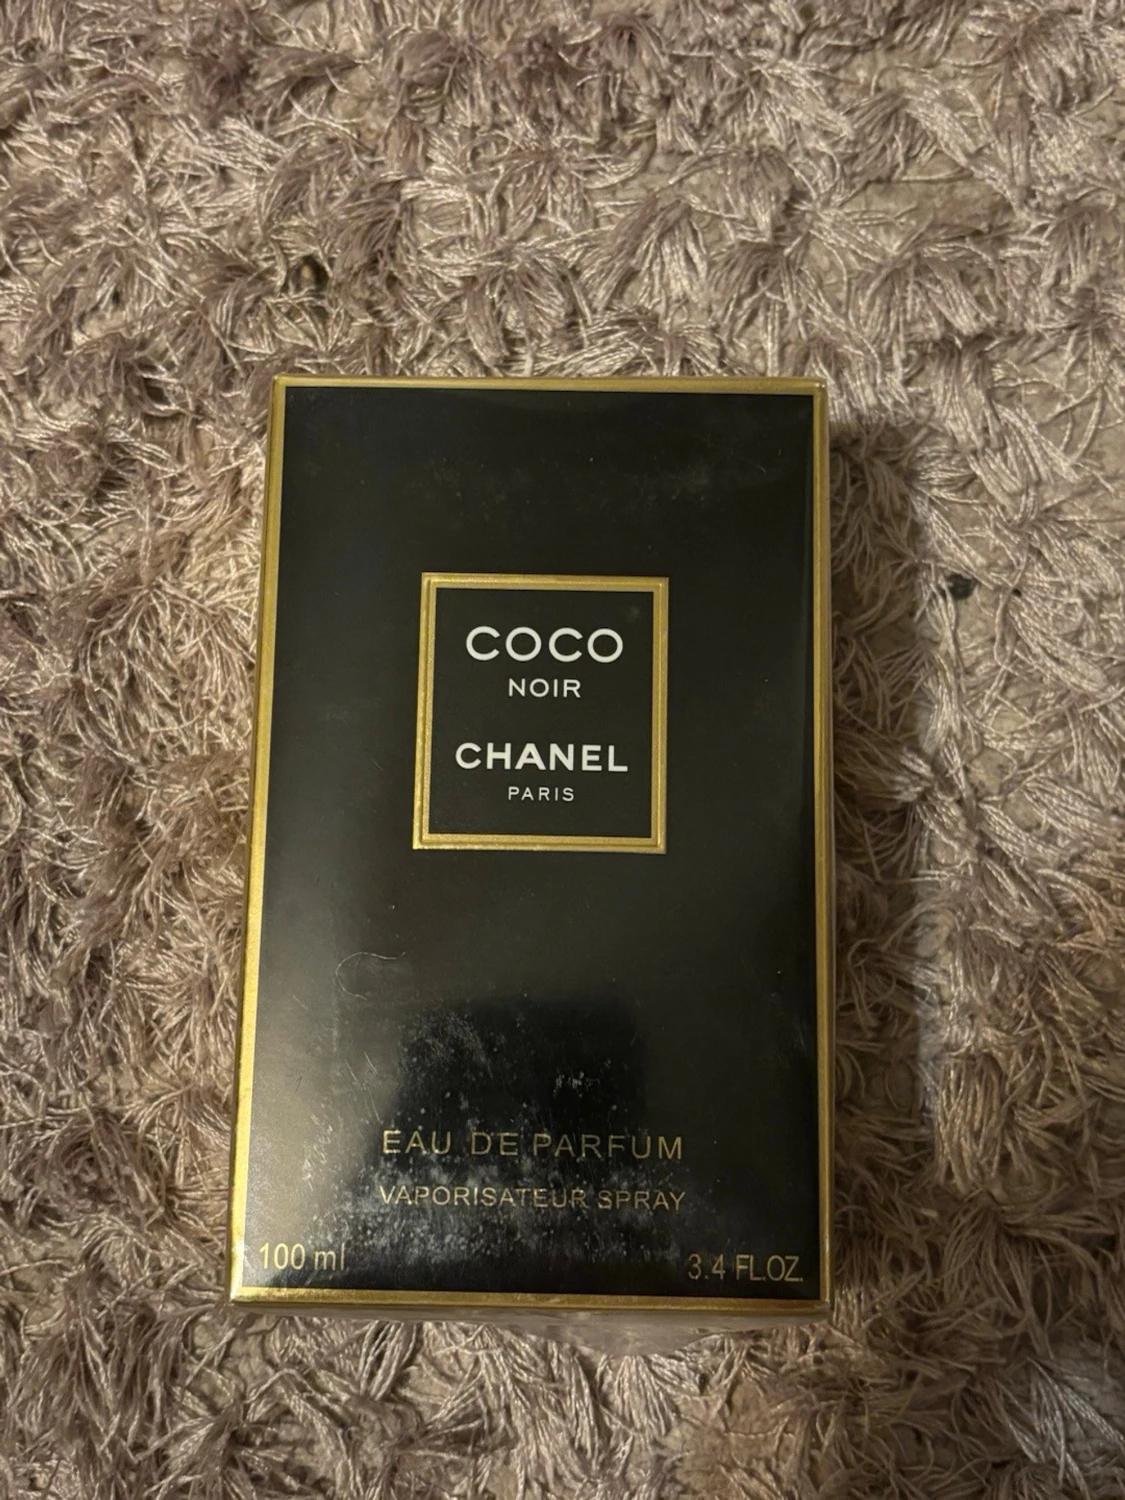 COCO
NOIR
CHANEL
PARIS
EAU DE PARFUM
VAPORISATEUR SPRAY
100 ml
3.4 FL.OZ.